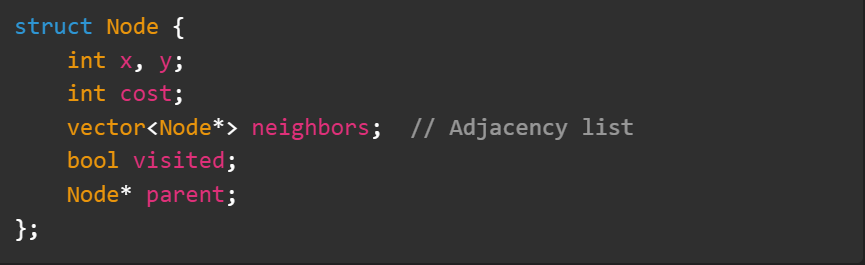 struct Node {
    int x, y;
    int cost;
    vector<Node*> neighbors;  // Adjacency list
    bool visited;
    Node* parent;
};